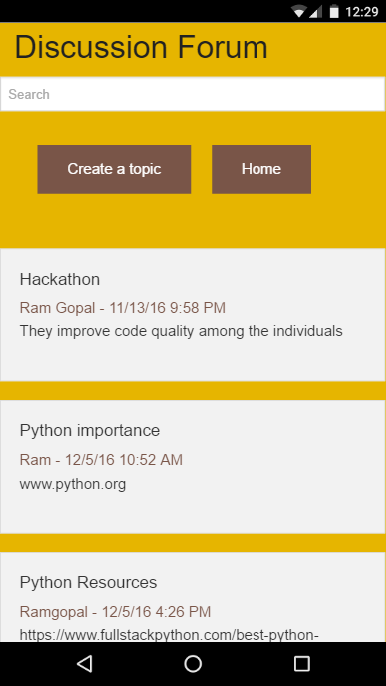 12:29
Discussion Forum
Search
Create a topic
Home
Hackathon
Ram Gopal - 11/13/16 9:58 PM
They improve code quality among the individuals
Python importance
Ram - 12/5/16 10:52 AM
www.python.org
Python Resources
Ramgopal - 12/5/16 4:26 PM
https://www.fullstackpython.com/best-python-